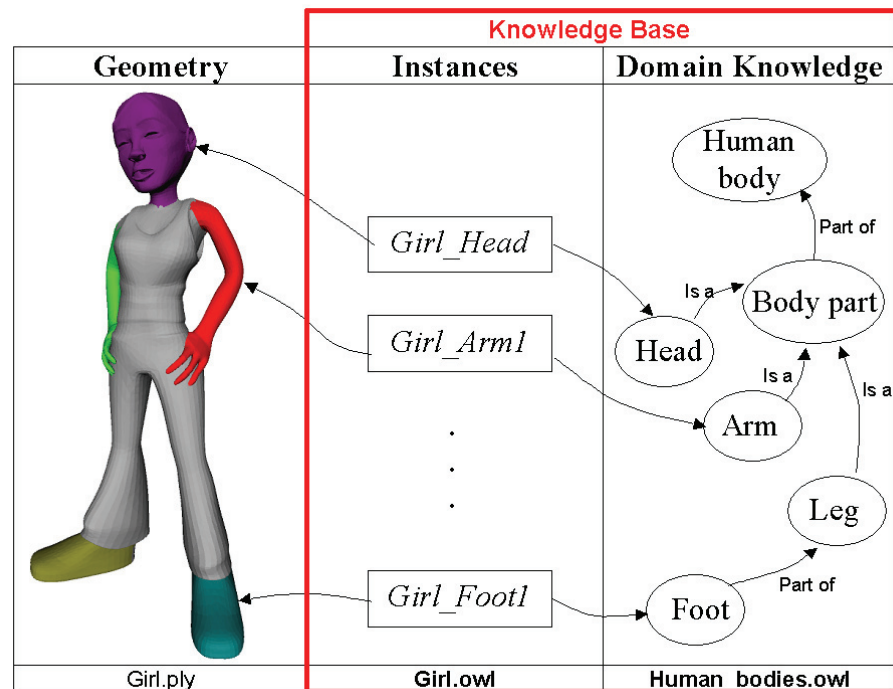 Knowledge Base
Geometry
Instances
Domain Knowledge
Human
body
Part of
Girl_Head
Is a
Body part
Girl_Arm1
Head
Is a
Is a
Arm
.
.
.
Leg
Girl_Foot1
Part of
Foot
Girl.ply
Girl.owl
Human_bodies.owl